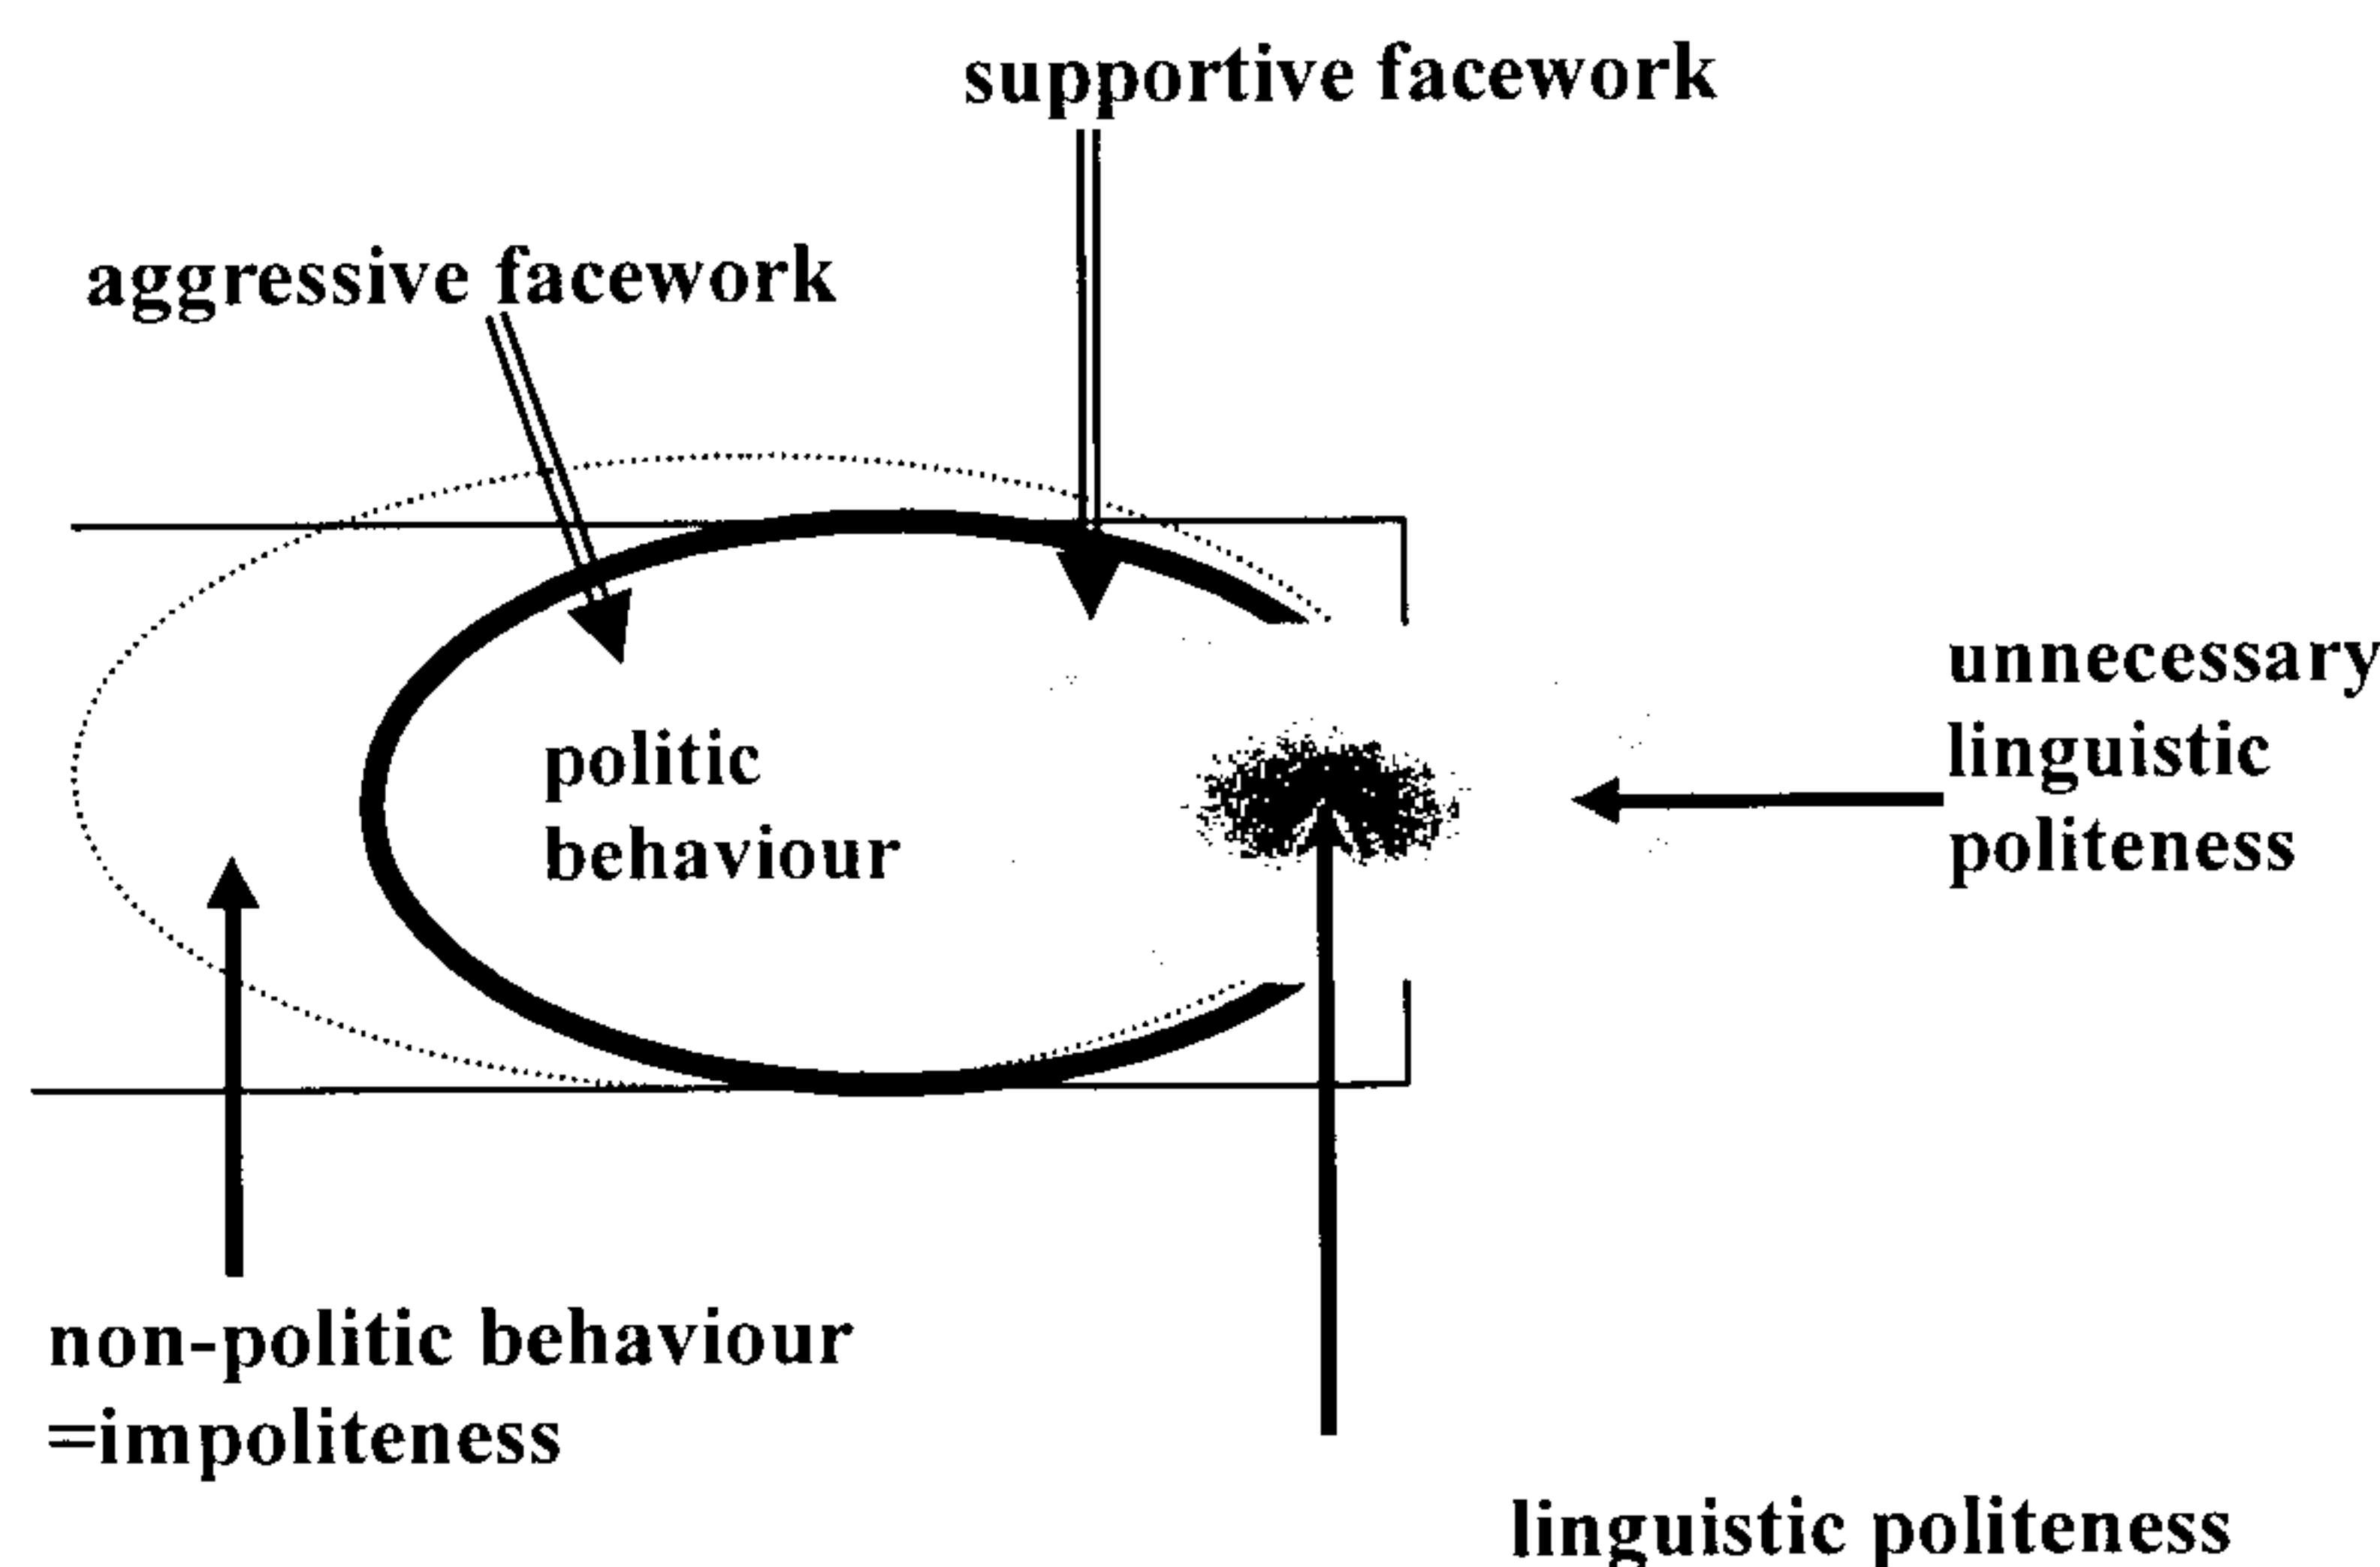 supportive facework
aggressive facework
unnecessary
linguistic
politeness
politic
behaviour
non-politic behaviour
=impoliteness
linguistic politeness